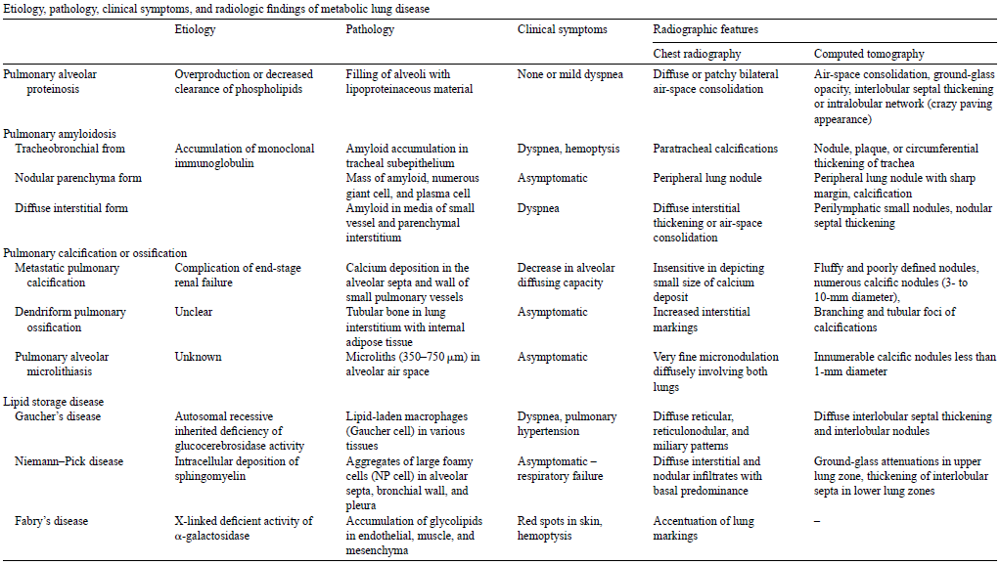 Etiology, pathology, clinical symptoms, and radiologic findings of metabolic lung disease
Etiology Pathology Clinical symptoms Radiographic features
Chest radiography Computed tomography
Pulmonary alveolar Overproduction or decreased Filling of alveoli with None or mild dyspnea Diffuse or patchy bilateral Air-space consolidation, ground-glass
proteinosis clearance of phospholipids lipoproteinaceous material air-space consolidation opacity, interlobular septal thickening
or intralobular network (crazy paving
appearance)
Pulmonary amyloidosis
Tracheobronchial from Accumulation of monoclonal Amyloid accumulation in Dyspnea, hemoptysis Paratracheal calcifications Nodule, plaque, or circumferential
immunoglobulin tracheal subepithelium thickening of trachea
Nodular parenchyma form Mass of amyloid, numerous Asymptomatic Peripheral lung nodule Peripheral lung nodule with sharp
giant cell, and plasma cell margin, calcification
Diffuse interstitial form Amyloid in media of small Dyspnea Diffuse interstitial Perilymphatic small nodules, nodular
vessel and parenchymal thickening or air-space septal thickening
interstitium consolidation
Pulmonary calcification or ossification
Metastatic pulmonary Complication of end-stage Calcium deposition in the Decrease in alveolar Insensitive in depicting Fluffy and poorly defined nodules,
calcification renal failure alveolar septa and wall of diffusing capacity small size of calcium numerous calcific nodules (3- to
small pulmonary vessels deposit 10-mm diameter),
Dendriform pulmonary Unclear Tubular bone in lung Asymptomatic Increased interstitial Branching and tubular foci of
ossification interstitium with internal markings calcifications
adipose tissue
Pulmonary alveolar Unknown Microliths (350–750 μm) in Asymptomatic Very fine micronodulation Innumerable calcific nodules less than
microlithiasis alveolar air space diffusely involving both 1-mm diameter
lungs
Lipid storage disease
Gaucher's disease Autosomal recessive Lipid-laden macrophages Dyspnea, pulmonary Diffuse reticular, Diffuse interlobular septal thickening
inherited deficiency of (Gaucher cell) in various hypertension reticulonodular, and and interlobular nodules
glucocerebrosidase activity tissues miliary patterns
Niemann–Pick disease Intracellular deposition of Aggregates of large foamy Asymptomatic – Diffuse interstitial and Ground-glass attenuations in upper
sphingomyelin cells (NP cell) in alveolar respiratory failure nodular infiltrates with lung zone, thickening of interlobular
septa, bronchial wall, and basal predominance septa in lower lung zones
pleura
Fabry's disease X-linked deficient activity of Accumulation of glycolipids Red spots in skin, Accentuation of lung –
α-galactosidase in endothelial, muscle, and hemoptysis markings
mesenchyma